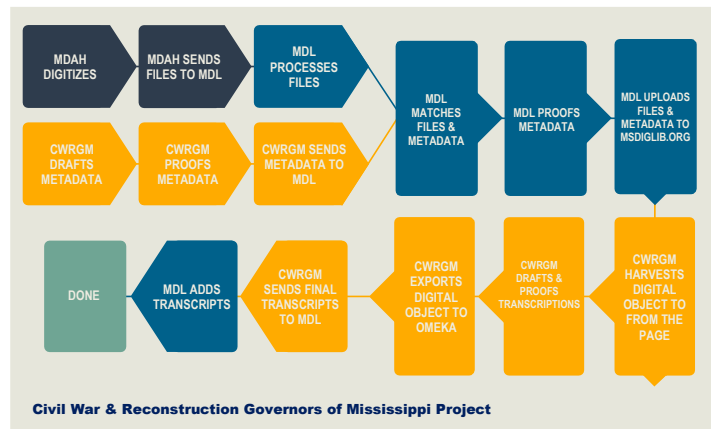 MDAH
DIGITIZES
MDAH SENDS
FILES TO MDL
MDL
PROCESSES
FILES
CWRGM
DRAFTS
METADATA
CWRGM
PROOFS
METADATA
CWRGM SENDS
METADATA TO
MDL
MDL
MATCHES
FILES &
METADATA
MDL PROOFS
METADATA
MDL UPLOADS
FILES &
METADATA TO
MSDIGLIB.ORG
CWRGM
HARVESTS
DIGITAL
OBJECT TO
FROM THE
PAGE
CWRGM
DRAFTS &
PROOFS
TRANSCRIPTIONS
CWRGM
EXPORTS
DIGITAL
OBJECT TO
OMEKA
CWRGM
SENDS FINAL
TRANSCRIPTS
TO MDL
MDL ADDS
TRANSCRIPTS
DONE
Civil War & Reconstruction Governors of Mississippi Project